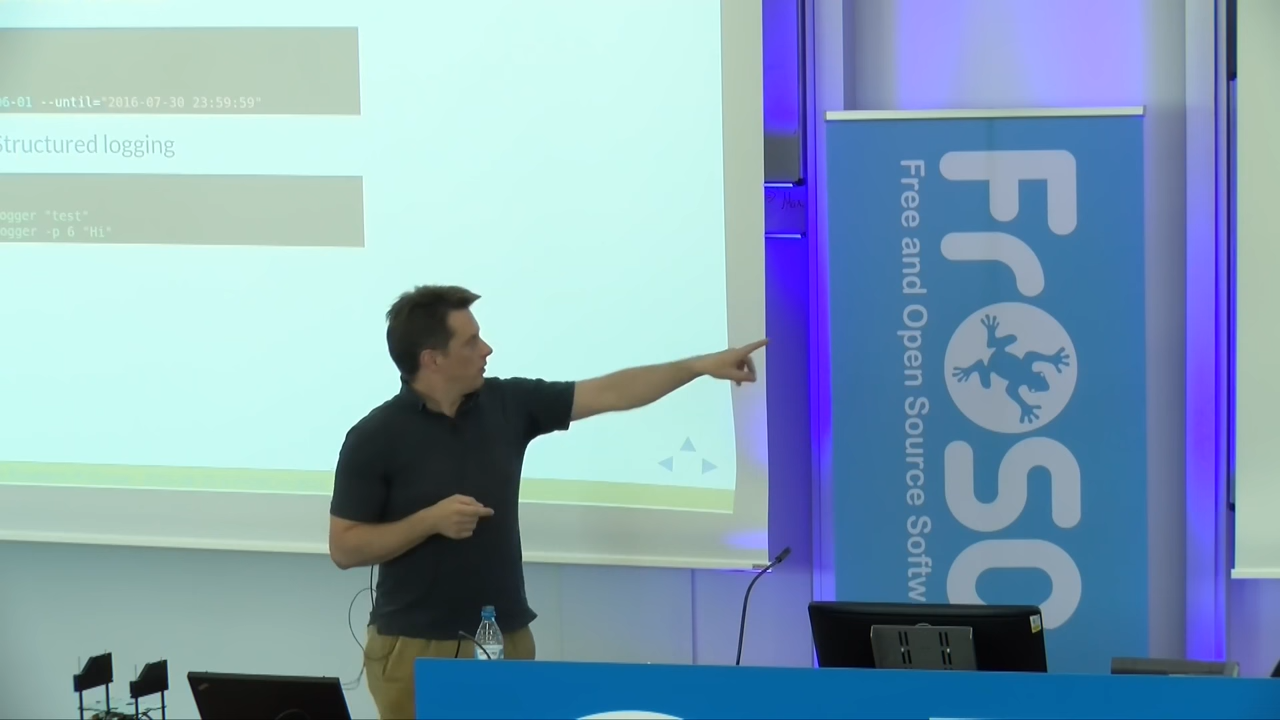 06-01 --until="2016-07-30 23:59:59"
Structured logging
ogger "test"
ogger -p 6 "Hi"
FrOSC
Free and Open Source Softw